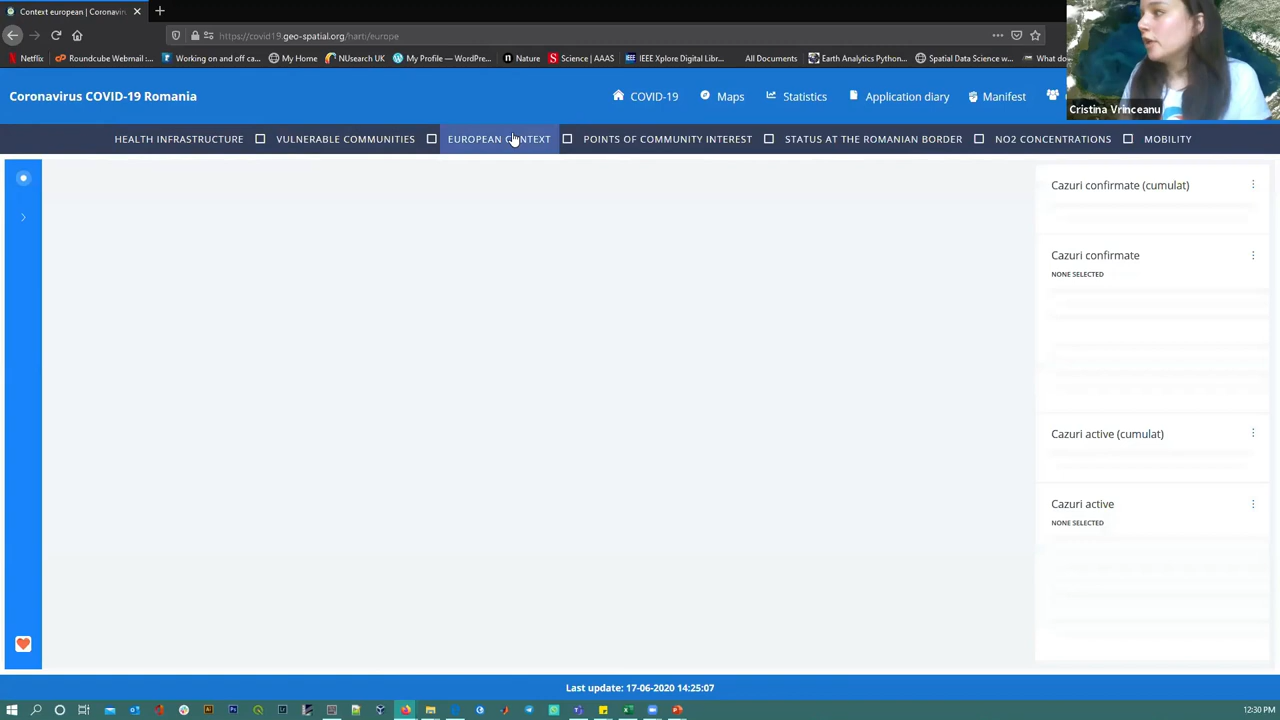 Context european | Coronavir
https://covid19.geo-spatial.org/harti/europe
Netflix
Roundcube Webmail :...
Working on and off ca...
My Home
NUsearch UK
My Profile — WordPre...
Nature
Science | AAAS
IEEE Xplore Digital Libr...
All Documents
Earth Analytics Python...
Spatial Data Science w...
What dow
Coronavirus COVID-19 Romania
COVID-19
Maps
Statistics
Application diary
Manifest
Cristina Vrinceanu
HEALTH INFRASTRUCTURE
VULNERABLE COMMUNITIES
EUROPEAN CONTEXT
POINTS OF COMMUNITY INTEREST
STATUS AT THE ROMANIAN BORDER
NO2 CONCENTRATIONS
MOBILITY
Cazuri confirmate (cumulat)
Cazuri confirmate
NONE SELECTED
Cazuri active (cumulat)
Cazuri active
NONE SELECTED
Last update: 17-06-2020 14:25:07
12:30 PM